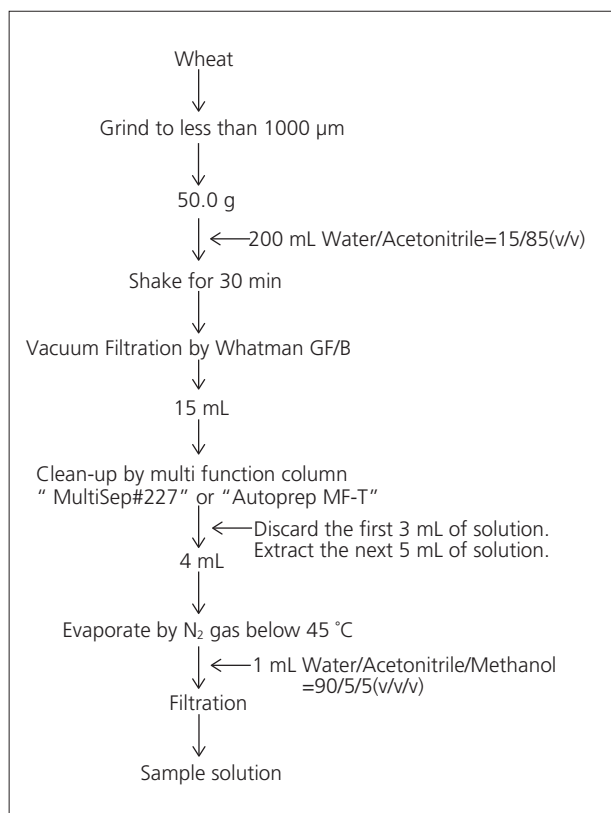 Wheat
Grind to less than 1000 µm
50.0 g
200 mL Water/Acetonitrile=15/85(v/v)
Shake for 30 min
Vacuum Filtration by Whatman GF/B
15 mL
Clean-up by multi function column
“ MultiSep#227” or “Autoprep MF-T”
Discard the first 3 mL of solution.
Extract the next 5 mL of solution.
4 mL
Evaporate by N₂ gas below 45 ˚C
1 mL Water/Acetonitrile/Methanol
=90/5/5(v/v/v)
Filtration
Sample solution